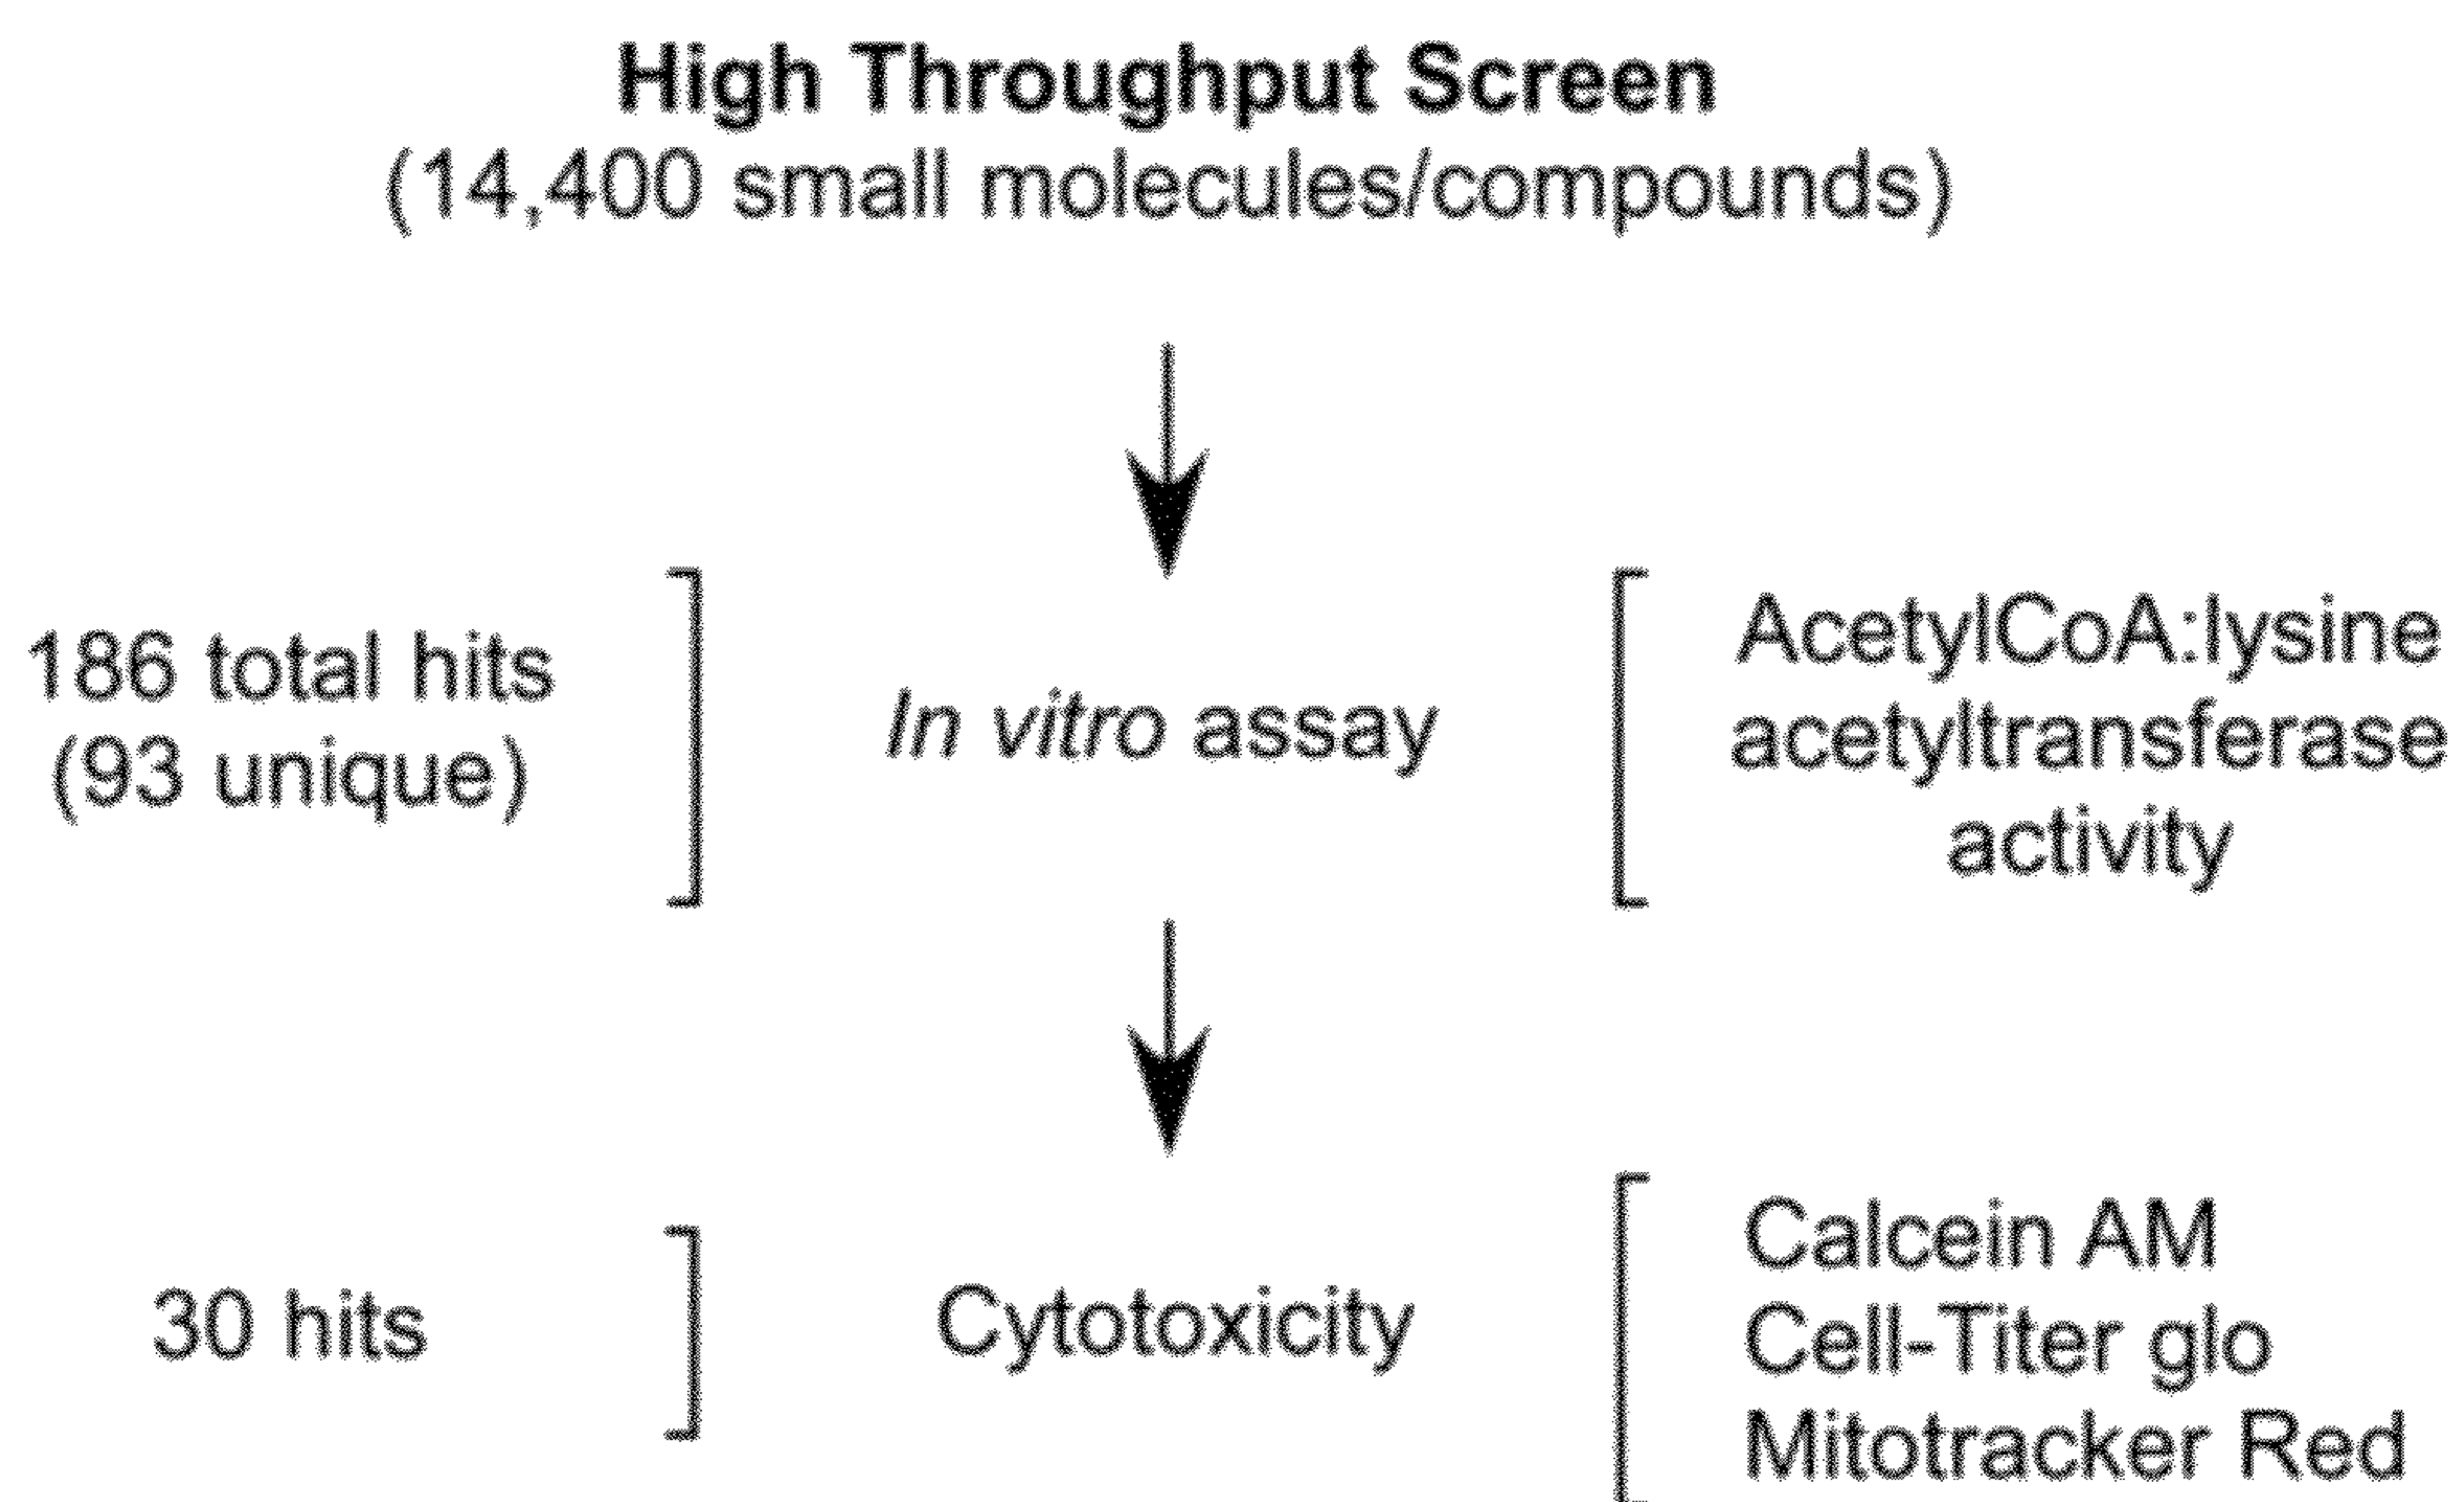 High Throughput Screen
(14,400 small molecules/compounds)
186 total hits
(93 unique)
In vitro assay
AcetylCoA:lysine
acetyltransferase
activity
30 hits
Cytotoxicity
Calcein AM
Cell-Titer glo
Mitotracker Red